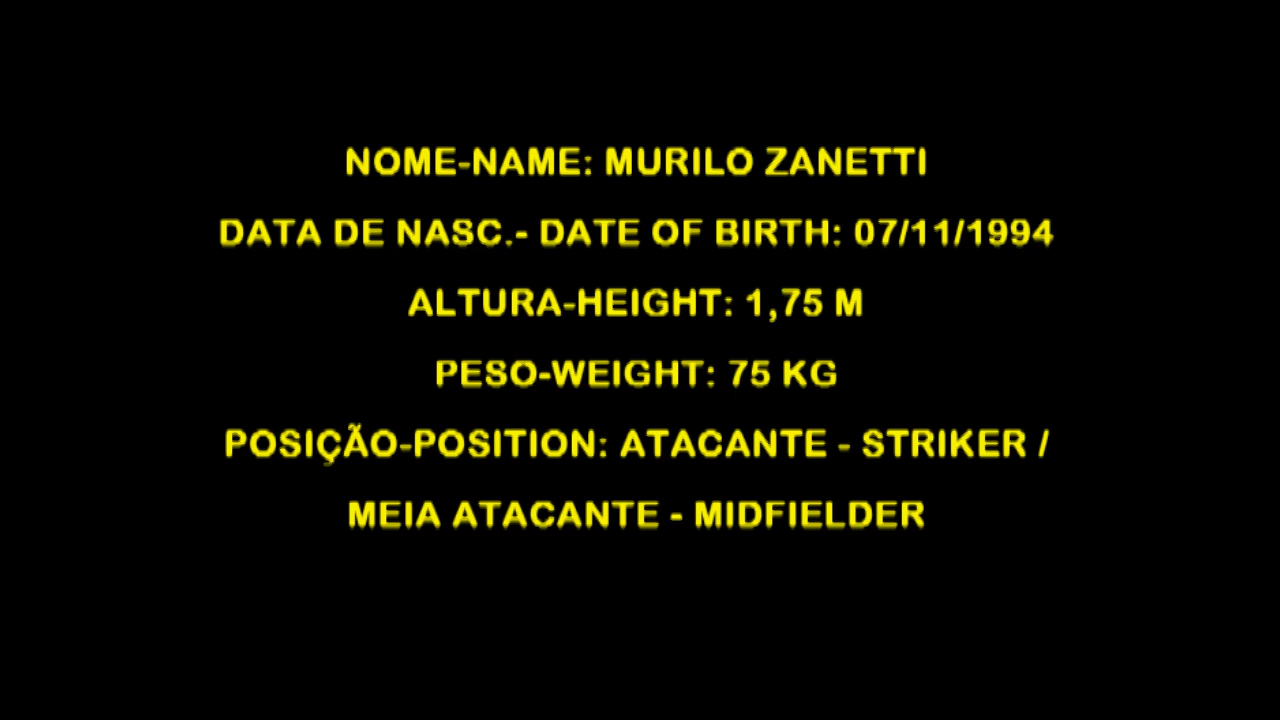 NOME-NAME: MURILO ZANETTI
DATA DE NASC.- DATE OF BIRTH: 07/11/1994
ALTURA-HEIGHT: 1,75 M
PESO-WEIGHT: 75 KG
POSIÇÃO-POSITION: ATACANTE - STRIKER /
MEIA ATACANTE - MIDFIELDER